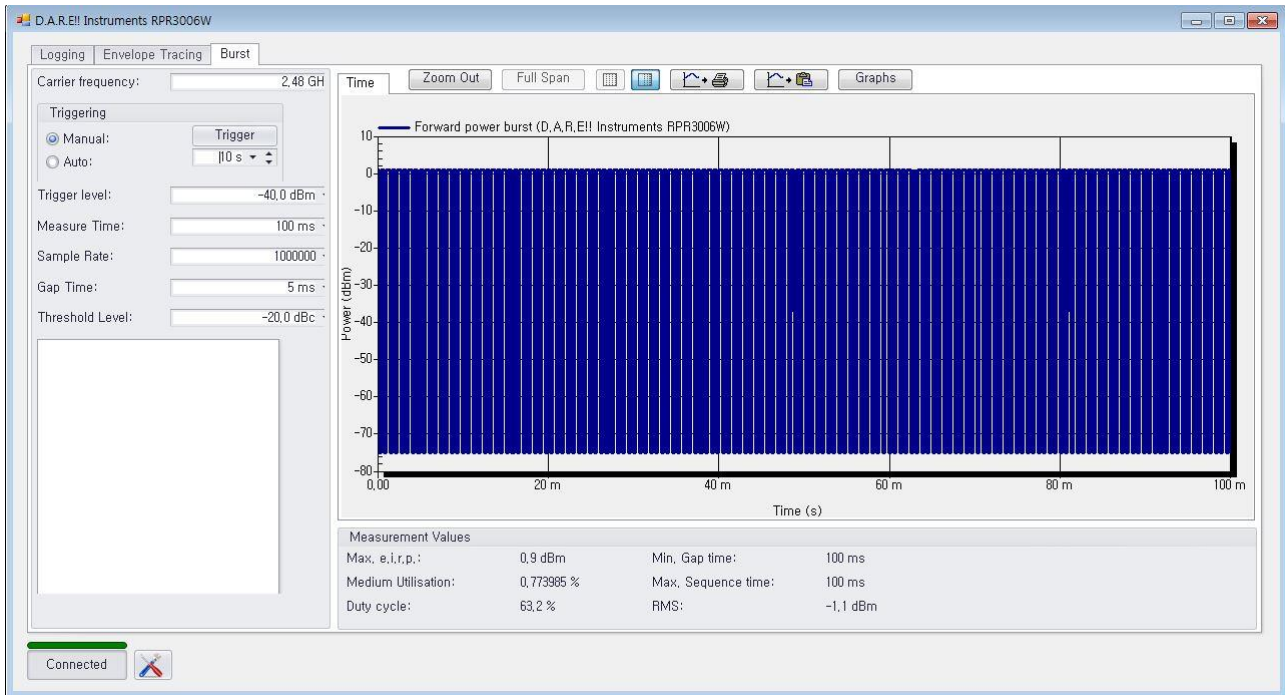 D.A.R.E!! Instruments RPR3006W
Logging Envelope Tracing Burst
Carrier frequency: 2,48 GH
Triggering
Manual: Trigger
Auto: 10 s
Trigger level: -40,0 dBm
Measure Time: 100 ms
Sample Rate: 1000000
Gap Time: 5 ms
Threshold Level: -20,0 dBc
Time Zoom Out Full Span Graphs
Forward power burst (D,A,R,E!! Instruments RPR3006W)
Power (dBm)
10
0
-10
-20
-30
-40
-50
-60
-70
-80
0,00 20 m 40 m 60 m 80 m 100 m
Time (s)
Measurement Values
Max, e,i,r,p,: 0,9 dBm Min, Gap time: 100 ms
Medium Utilisation: 0,773985 % Max, Sequence time: 100 ms
Duty cycle: 63,2 % RMS: -1,1 dBm
Connected